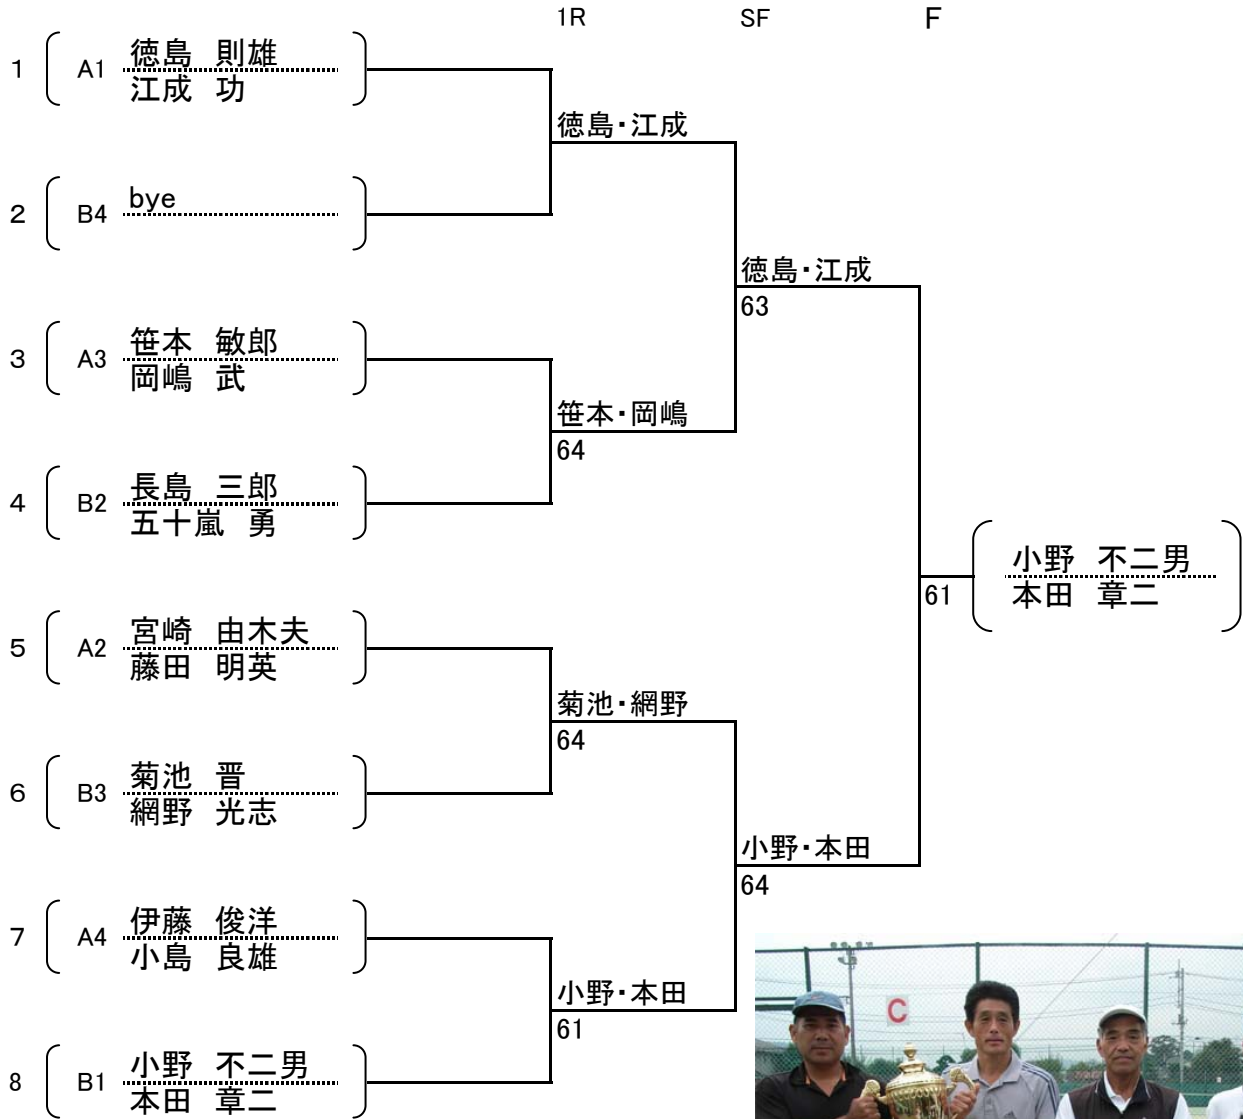 1R SF F
1 A1 徳島 則雄
江成 功
徳島・江成
2 B4 bye
徳島・江成
63
3 A3 笹本 敏郎
岡嶋 武
笹本・岡嶋
64
4 B2 長島 三郎
五十嵐 勇
小野 不二男
本田 章二
61
5 A2 宮崎 由木夫
藤田 明英
菊池・網野
64
6 B3 菊池 晋
網野 光志
小野・本田
64
7 A4 伊藤 俊洋
小島 良雄
小野・本田
61
8 B1 小野 不二男
本田 章二
C